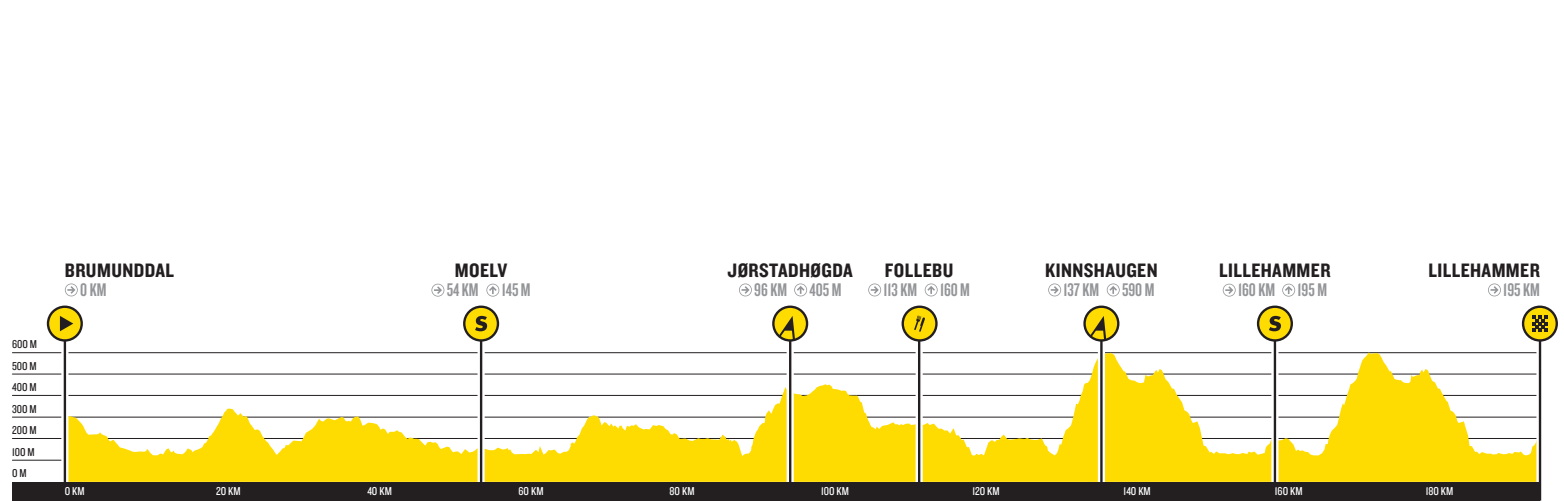 BRUMUNDDAL MOELV JØRSTADHØGDA FOLLEBU KINNSHAUGEN LILLEHAMMER LILLEHAMMER
0 KM 54 KM 145 M 96 KM 405 M 113 KM 160 M 137 KM 590 M 160 KM 195 M 195 KM
S S
600 M
500 M
400 M
300 M
200 M
100 M
0 M
0 KM 20 KM 40 KM 60 KM 80 KM 100 KM 120 KM 140 KM 160 KM 180 KM